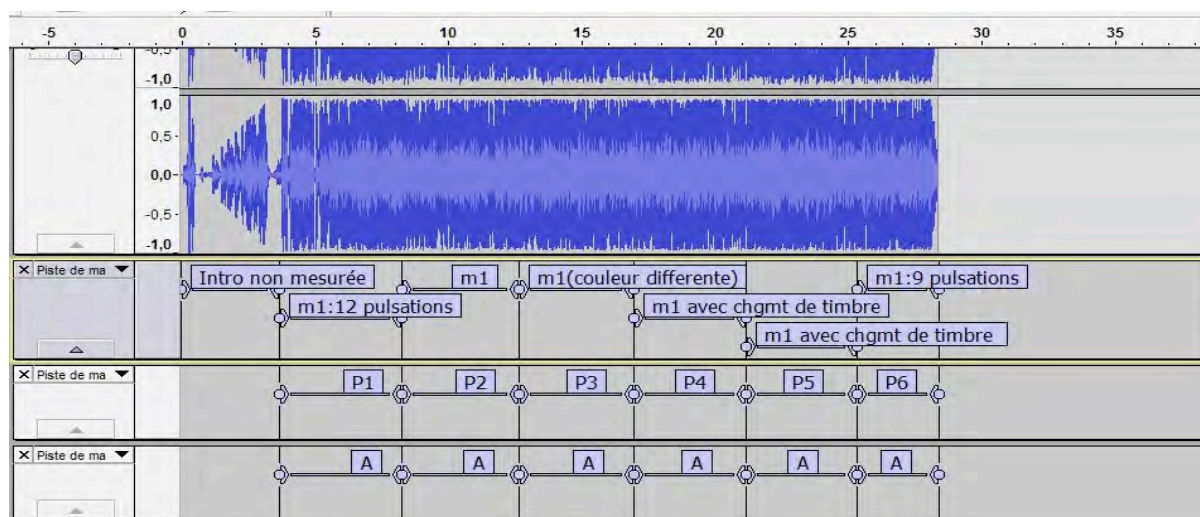 -5 0 5 10 15 20 25 30 35
-0,5-
-1,0
1,0
0,5-
0,0-
-0,5-
-1,0
Piste de ma
Intro non mesurée m1 m1(couleur differente) m1:9 pulsations
m1:12 pulsations m1 avec chgmt de timbre
m1 avec chgmt de timbre
Piste de ma
P1 P2 P3 P4 P5 P6
Piste de ma
A A A A A A